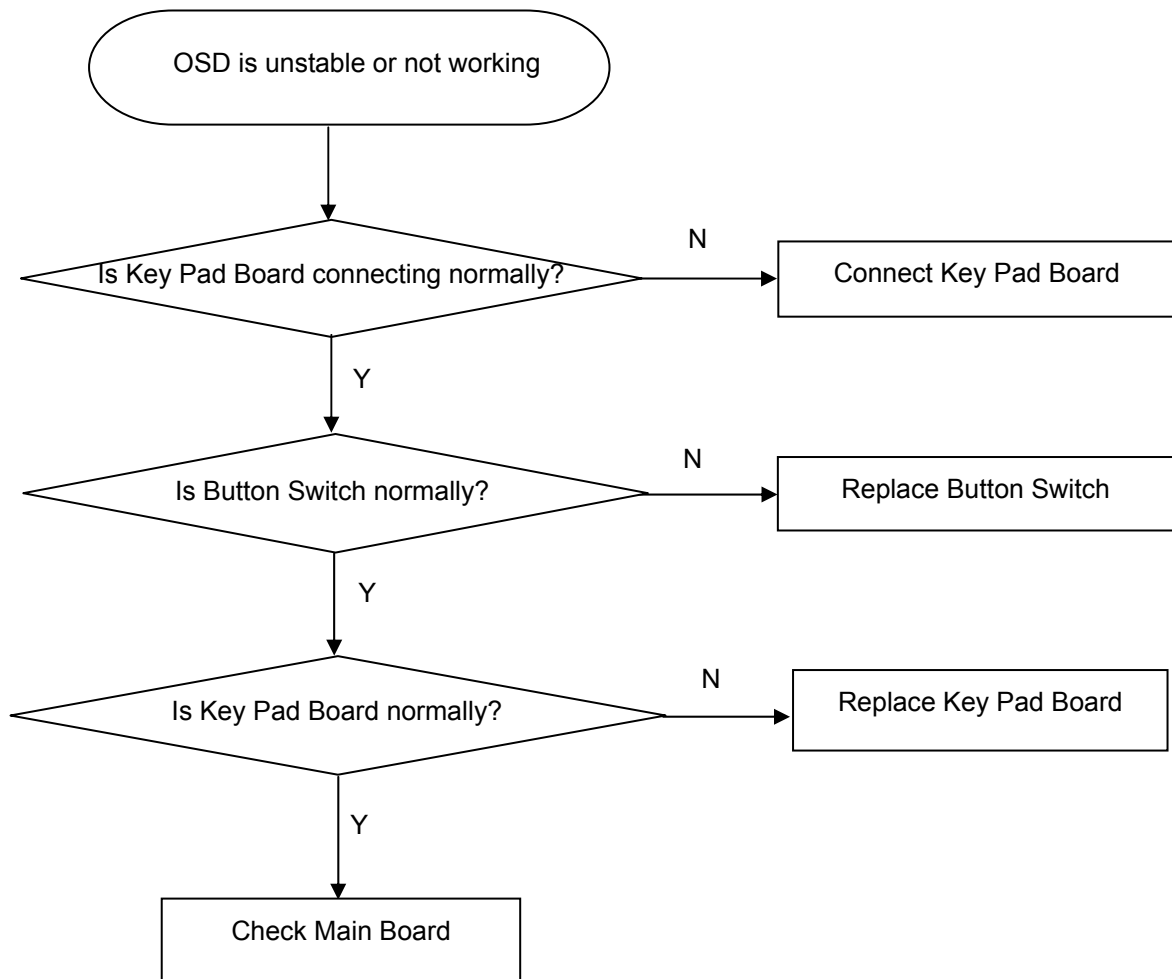 OSD is unstable or not working
N
Is Key Pad Board connecting normally?
Connect Key Pad Board
Y
N
Is Button Switch normally?
Replace Button Switch
Y
N
Is Key Pad Board normally?
Replace Key Pad Board
Y
Check Main Board